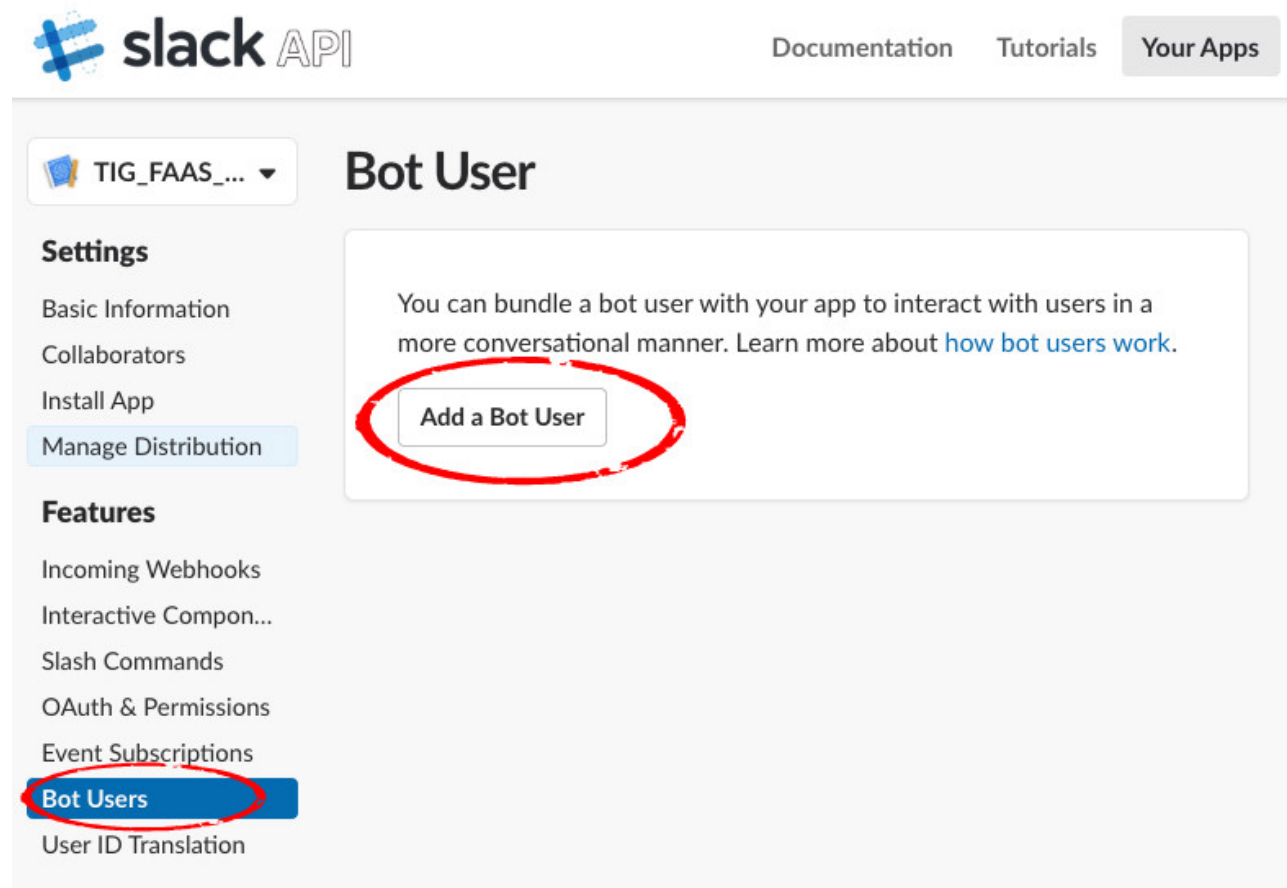 slack API
Documentation Tutorials Your Apps
TIG_FAAS_...
Bot User
Settings
Basic Information
Collaborators
Install App
Manage Distribution
You can bundle a bot user with your app to interact with users in a
more conversational manner. Learn more about how bot users work.
Add a Bot User
Features
Incoming Webhooks
Interactive Compon...
Slash Commands
OAuth & Permissions
Event Subscriptions
Bot Users
User ID Translation